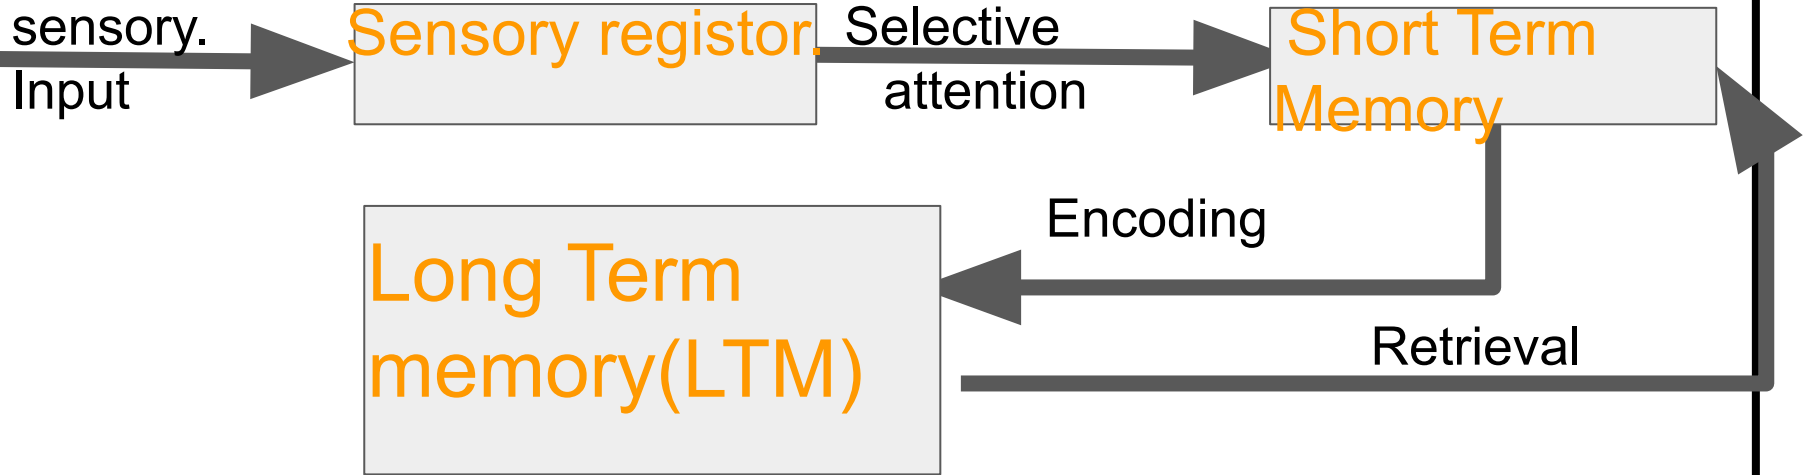 sensory.
Input
Sensory registor.
Selective
attention
Short Term
Memory
Encoding
Long Term
memory(LTM)
Retrieval